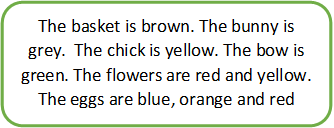 The basket is brown. The bunny is
grey.  The chick is yellow. The bow is
green. The flowers are red and yellow.
The eggs are blue, orange and red